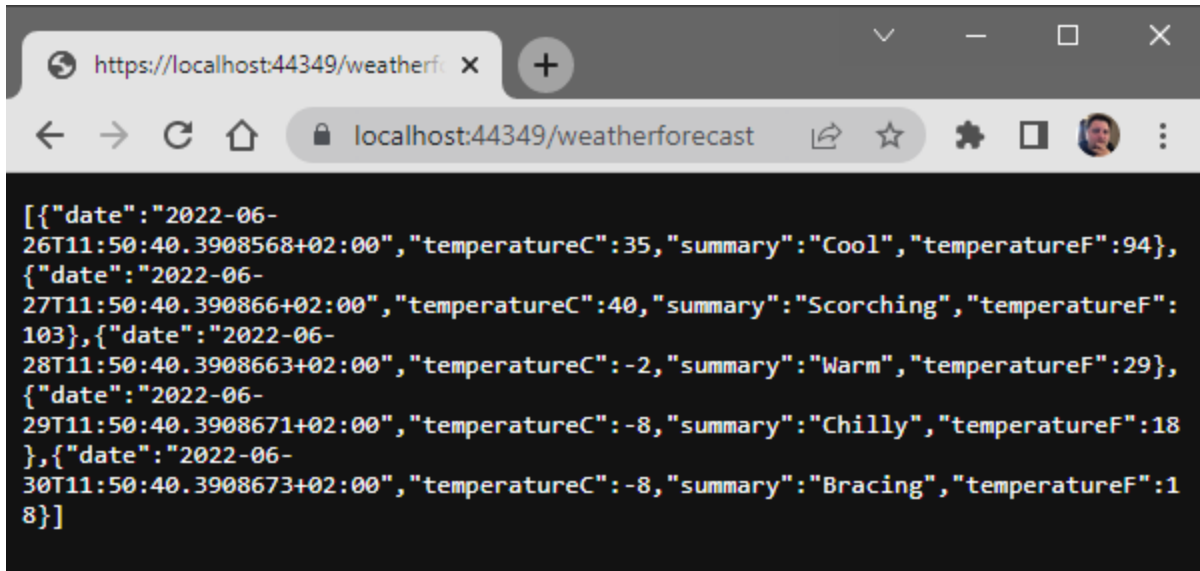 https://localhost:44349/weatherf
localhost:44349/weatherforecast
[{"date":"2022-06-
26T11:50:40.3908568+02:00","temperatureC":35,"summary":"Cool","temperatureF":94},
{"date":"2022-06-
27T11:50:40.390866+02:00","temperatureC":40,"summary":"Scorching","temperatureF":
103},{"date":"2022-06-
28T11:50:40.3908663+02:00","temperatureC":-2,"summary":"Warm","temperatureF":29},
{"date":"2022-06-
29T11:50:40.3908671+02:00","temperatureC":-8,"summary":"Chilly","temperatureF":18
},{"date":"2022-06-
30T11:50:40.3908673+02:00","temperatureC":-8,"summary":"Bracing","temperatureF":1
8}]